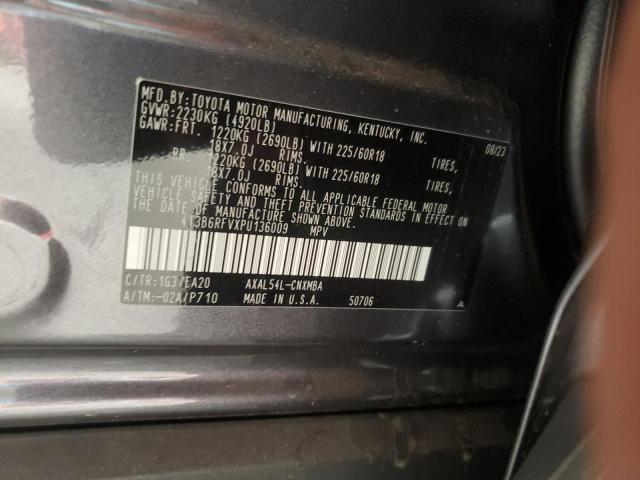 MFD.BY:TOYOTA MOTOR MANUFACTURING, KENTUCKY, INC. 08/23
GVWR:2230KG (4920LB)
GAWR:FRT. 1220KG (2690LB) WITH 225/60R18 TIRES,
18X7.0J RIMS.
RR. 1220KG (2690LB) WITH 225/60R18 TIRES,
18X7.0J RIMS.
THIS VEHICLE CONFORMS TO ALL APPLICABLE FEDERAL MOTOR
VEHICLE SAFETY AND THEFT PREVENTION STANDARDS IN EFFECT
ON THE DATE OF MANUFACTURE SHOWN ABOVE.
4T3B6RFVXPU136009 MPV
C/TR:1G3/EA20 AXAL54L-CNXMBA
A/TM:-02A/P710 MADE IN U.S.A. 50706 A